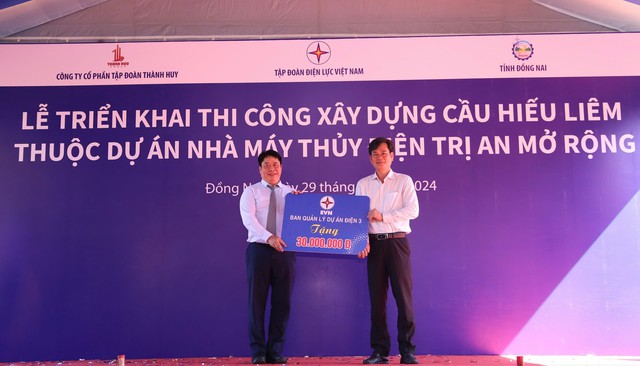 THÀNH HUY
CÔNG TY CỔ PHẦN TẬP ĐOÀN THÀNH HUY
TẬP ĐOÀN ĐIỆN LỰC VIỆT NAM
TỈNH ĐỒNG NAI
LỄ TRIỂN KHAI THI CÔNG XÂY DỰNG CẦU HIẾU LIÊM
THUỘC DỰ ÁN NHÀ MÁY THỦY ĐIỆN TRỊ AN MỞ RỘNG
Đồng N 29 tháng 2024
EVN
BAN QUẢN LÝ DỰ ÁN ĐIỆN 3
Tặng
30.000.000 Đ